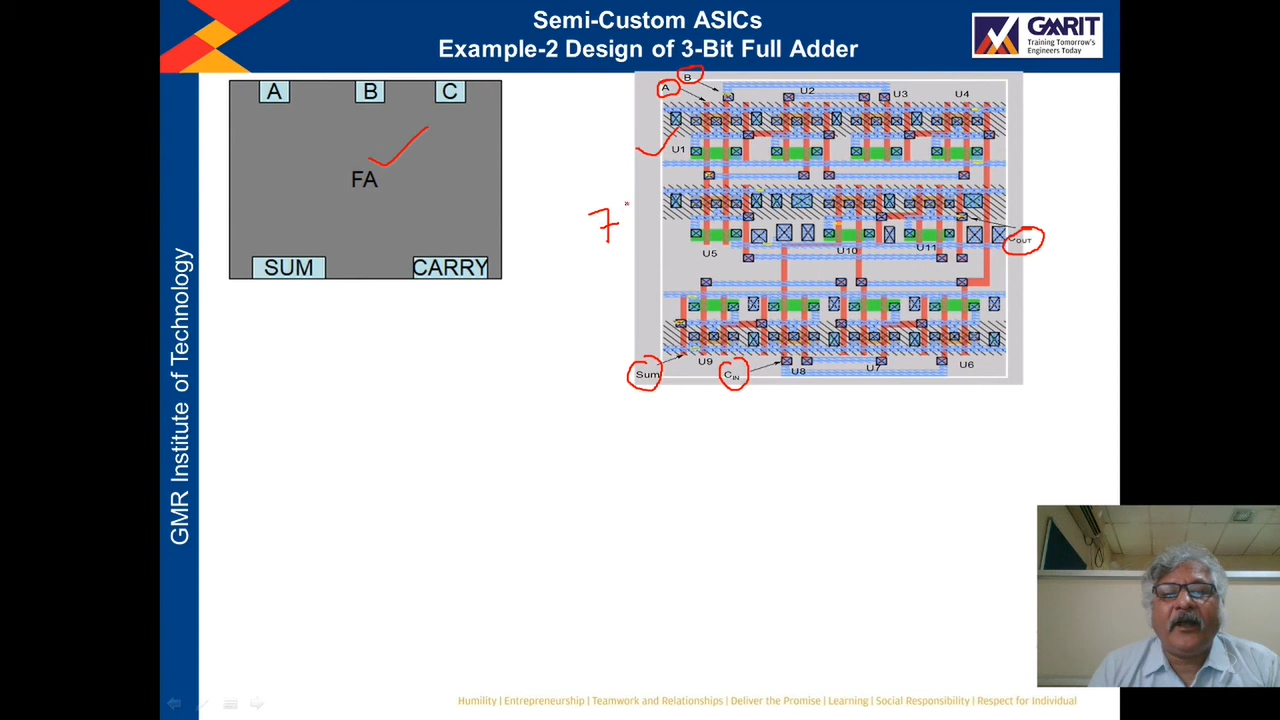 Semi-Custom ASICs
Example-2 Design of 3-Bit Full Adder
GMRIT
Training Tomorrow's
Engineers Today
GMR Institute of Technology
A B C
FA
SUM CARRY
B
A
U2 U3 U4
U1
7
COUT
U5 U10 U11
U9 U8 U7 U6
Sum CIN
Humility | Entrepreneurship | Teamwork and Relationships | Deliver the Promise | Learning | Social Responsibility | Respect for Individual